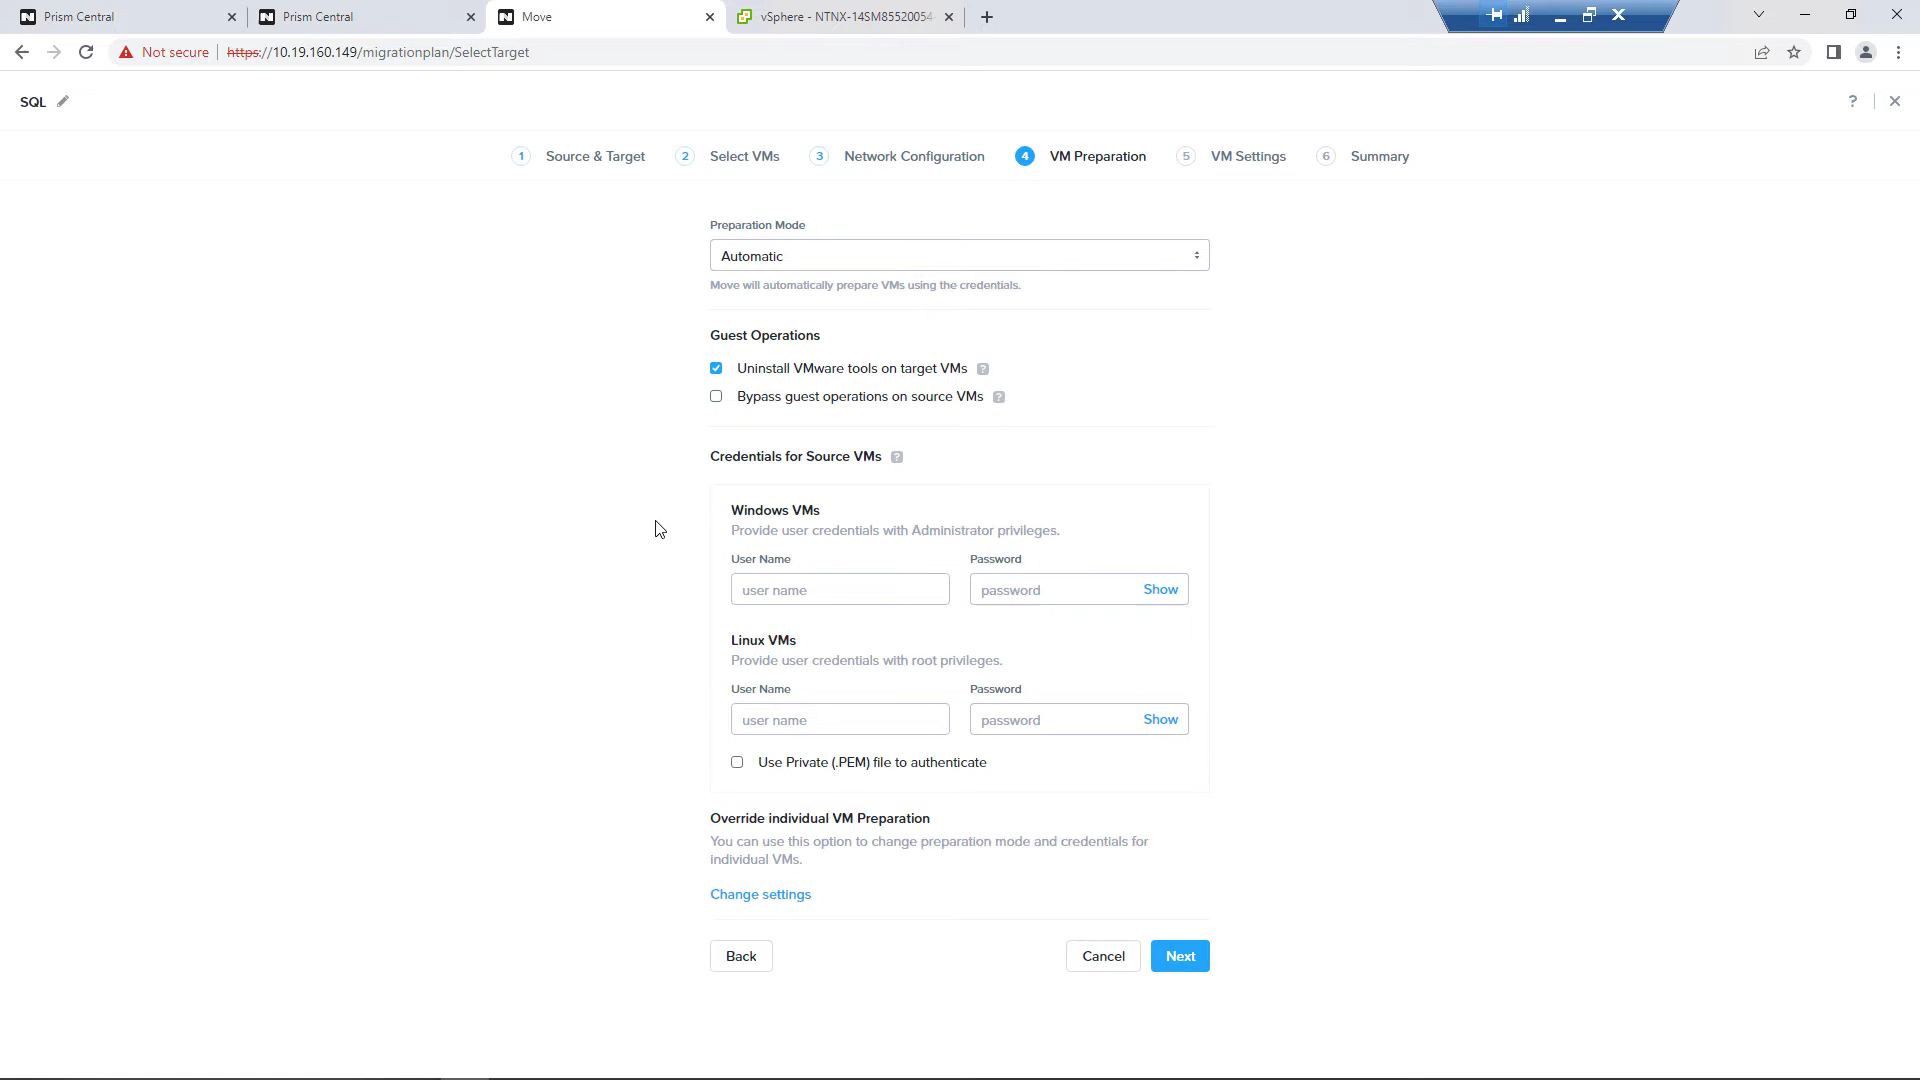 Prism Central
Prism Central
Move
vSphere - NTNX-14SM85520054
Not secure
https://10.19.160.149/migrationplan/SelectTarget
SQL
?
1 Source & Target
2 Select VMs
3 Network Configuration
4 VM Preparation
5 VM Settings
6 Summary
Preparation Mode
Automatic
Move will automatically prepare VMs using the credentials.
Guest Operations
Uninstall VMware tools on target VMs ?
Bypass guest operations on source VMs ?
Credentials for Source VMs ?
Windows VMs
Provide user credentials with Administrator privileges.
User Name Password
user name password Show
Linux VMs
Provide user credentials with root privileges.
User Name Password
user name password Show
Use Private (.PEM) file to authenticate
Override individual VM Preparation
You can use this option to change preparation mode and credentials for
individual VMs.
Change settings
Back Cancel Next